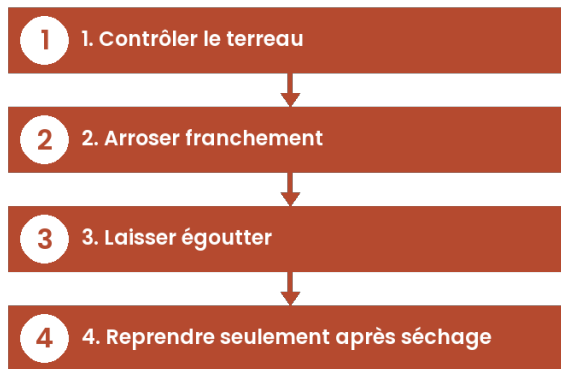 1 1. Contrôler le terreau
2 2. Arroser franchement
3 3. Laisser égoutter
4 4. Reprendre seulement après séchage